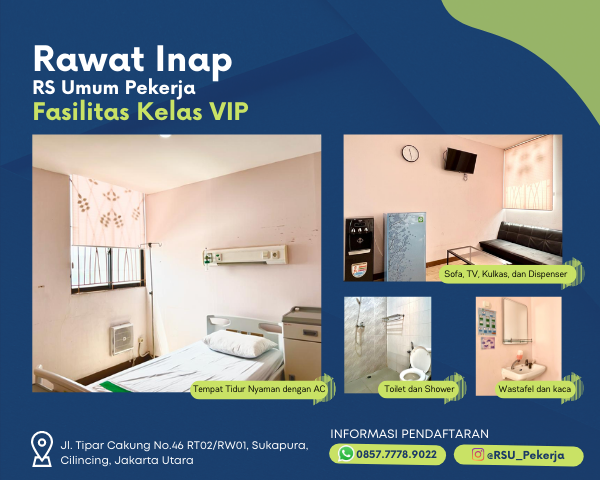 Rawat Inap
RS Umum Pekerja
Fasilitas Kelas VIP
Sofa, TV, Kulkas, dan Dispenser
Tempat Tidur Nyaman dengan AC
Toilet dan Shower
Wastafel dan kaca
Jl. Tipar Cakung No.46 RT02/RW01, Sukapura,
Cilincing, Jakarta Utara
INFORMASI PENDAFTARAN
0857.7778.9022
@RSU_Pekerja